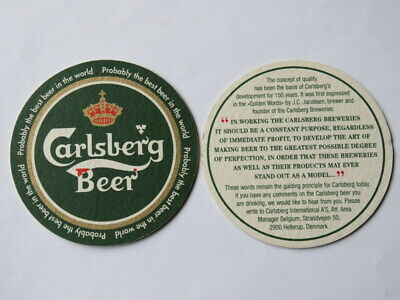 Probably the best beer in the world
Probably the best beer in the world
Probably the best beer in the world
Probably the best beer in the world
Carlsberg
Beer
The concept of quality
has been the basis of Carlsberg's
development for 150 years. It was first expressed
in the «Golden Words» by J.C. Jacobsen, brewer and
founder of the Carlsberg Breweries.
"IN WORKING THE CARLSBERG BREWERIES
IT SHOULD BE A CONSTANT PURPOSE, REGARDLESS
OF IMMEDIATE PROFIT, TO DEVELOP THE ART OF
MAKING BEER TO THE GREATEST POSSIBLE DEGREE
OF PERFECTION, IN ORDER THAT THESE BREWERIES
AS WELL AS THEIR PRODUCTS MAY EVER
STAND OUT AS A MODEL..."
These words remain the guiding principle for Carlsberg today.
If you have any comments on the Carlsberg beer you
are drinking, we would like to hear from you. Please
write to Carlsberg International A/S, Att. Area
Manager Belgium, Strandvejen 50,
2900 Hellerup, Denmark.